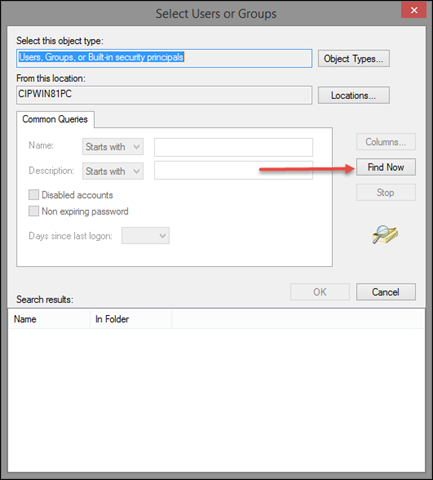 Select Users or Groups
Select this object type:
Users, Groups, or Built-in security principals
Object Types...
From this location:
CIPWIN81PC
Locations...
Common Queries
Name:
Starts with
Columns...
Description:
Starts with
Find Now
Disabled accounts
Stop
Non expiring password
Days since last logon:
OK
Cancel
Search results:
Name
In Folder